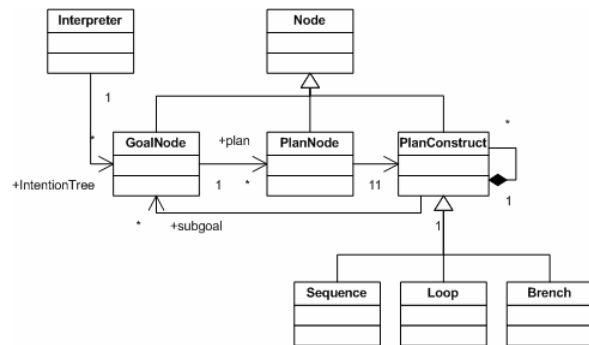 Interpreter
Node
1
*
+IntentionTree
GoalNode
+plan
1
*
PlanNode
11
PlanConstruct
*
1
*
+subgoal
1
Sequence
Loop
Brench